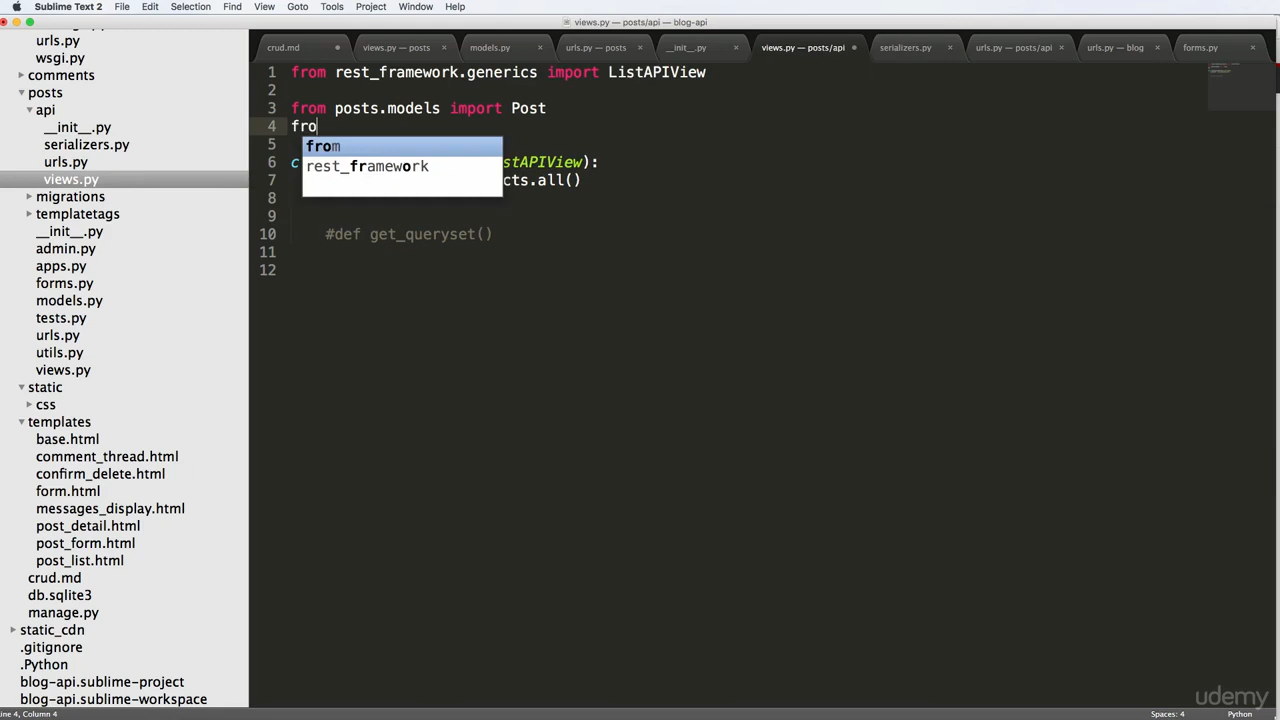 Sublime Text 2 File Edit Selection Find View Goto Tools Project Window Help
views.py — posts/api — blog-api
urls.py
wsgi.py
comments
posts
api
__init__.py
serializers.py
urls.py
views.py
migrations
templatetags
__init__.py
admin.py
apps.py
forms.py
models.py
tests.py
urls.py
utils.py
views.py
static
css
templates
base.html
comment_thread.html
confirm_delete.html
form.html
messages_display.html
post_detail.html
post_form.html
post_list.html
crud.md
db.sqlite3
manage.py
static_cdn
.gitignore
.Python
blog-api.sublime-project
blog-api.sublime-workspace
crud.md views.py — posts models.py urls.py — posts __init__.py views.py — posts/api serializers.py urls.py — posts/api urls.py — blog forms.py
1 from rest_framework.generics import ListAPIView
2
3 from posts.models import Post
4 fro
from
rest_framework
5
6 c stAPIView):
7 cts.all()
8
9
10 #def get_queryset()
11
12
udemy
Line 4, Column 4 Spaces: 4 Python